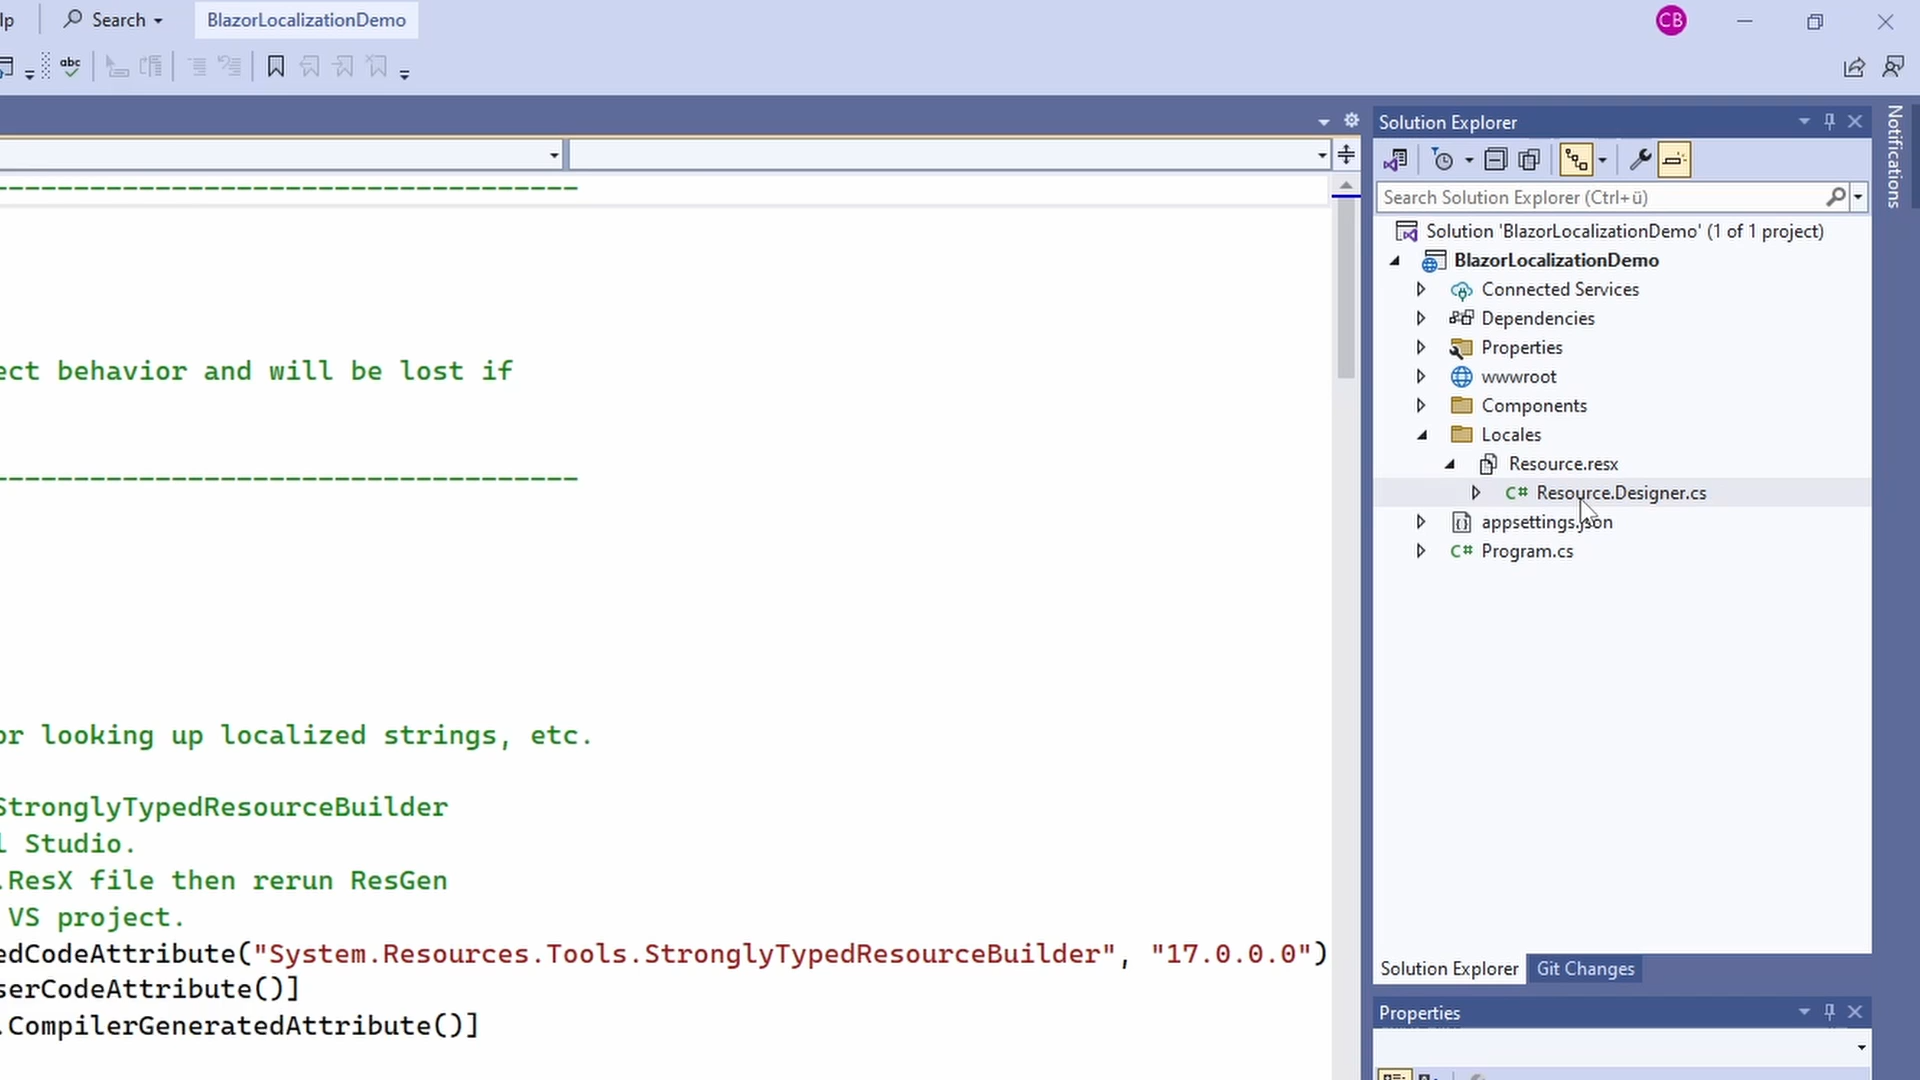 lp
Search
BlazorLocalizationDemo
CB
abc
Solution Explorer
Notifications
Search Solution Explorer (Ctrl+ü)
Solution 'BlazorLocalizationDemo' (1 of 1 project)
BlazorLocalizationDemo
Connected Services
Dependencies
Properties
wwwroot
Components
Locales
Resource.resx
C# Resource.Designer.cs
appsettings.json
C# Program.cs
Solution Explorer
Git Changes
Properties
----------------------------------
ect behavior and will be lost if
----------------------------------
or looking up localized strings, etc.
StronglyTypedResourceBuilder
l Studio.
.ResX file then rerun ResGen
VS project.
edCodeAttribute("System.Resources.Tools.StronglyTypedResourceBuilder", "17.0.0.0")
serCodeAttribute()]
.CompilerGeneratedAttribute()]